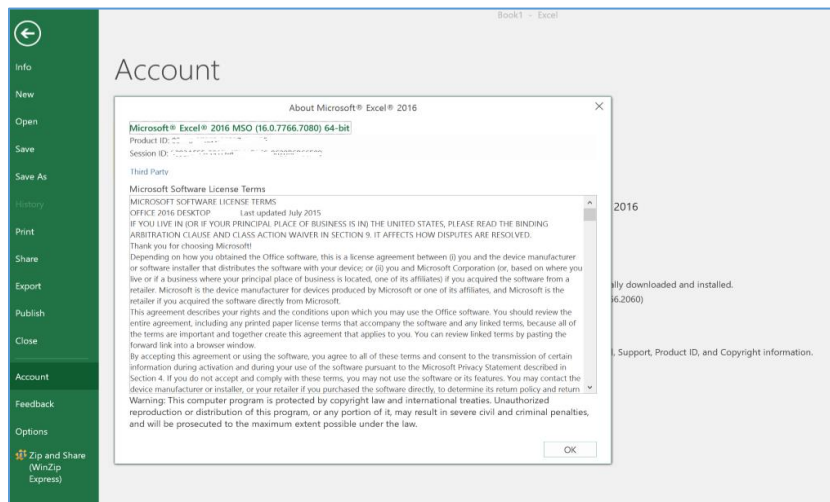 Book1 - Excel
Info
New
Open
Save
Save As
History
Print
Share
Export
Publish
Close
Account
Feedback
Options
Zip and Share
(WinZip
Express)
Account
About Microsoft® Excel® 2016
Microsoft® Excel® 2016 MSO (16.0.7766.7080) 64-bit
Product ID:
Session ID:
Third Party
Microsoft Software License Terms
MICROSOFT SOFTWARE LICENSE TERMS
OFFICE 2016 DESKTOP Last updated July 2015
IF YOU LIVE IN (OR IF YOUR PRINCIPAL PLACE OF BUSINESS IS IN) THE UNITED STATES, PLEASE READ THE BINDING
ARBITRATION CLAUSE AND CLASS ACTION WAIVER IN SECTION 9. IT AFFECTS HOW DISPUTES ARE RESOLVED.
Thank you for choosing Microsoft!
Depending on how you obtained the Office software, this is a license agreement between (i) you and the device manufacturer
or software installer that distributes the software with your device; or (ii) you and Microsoft Corporation (or, based on where you
live or if a business where your principal place of business is located, one of its affiliates) if you acquired the software from a
retailer. Microsoft is the device manufacturer for devices produced by Microsoft or one of its affiliates, and Microsoft is the
retailer if you acquired the software directly from Microsoft.
This agreement describes your rights and the conditions upon which you may use the Office software. You should review the
entire agreement, including any printed paper license terms that accompany the software and any linked terms, because all of
the terms are important and together create this agreement that applies to you. You can review linked terms by pasting the
forward link into a browser window.
By accepting this agreement or using the software, you agree to all of these terms and consent to the transmission of certain
information during activation and during your use of the software pursuant to the Microsoft Privacy Statement described in
Section 4. If you do not accept and comply with these terms, you may not use the software or its features. You may contact the
device manufacturer or installer, or your retailer if you purchased the software directly, to determine its return policy and return
Warning: This computer program is protected by copyright law and international treaties. Unauthorized
reproduction or distribution of this program, or any portion of it, may result in severe civil and criminal penalties,
and will be prosecuted to the maximum extent possible under the law.
OK
2016
ally downloaded and installed.
6.2060)
, Support, Product ID, and Copyright information.